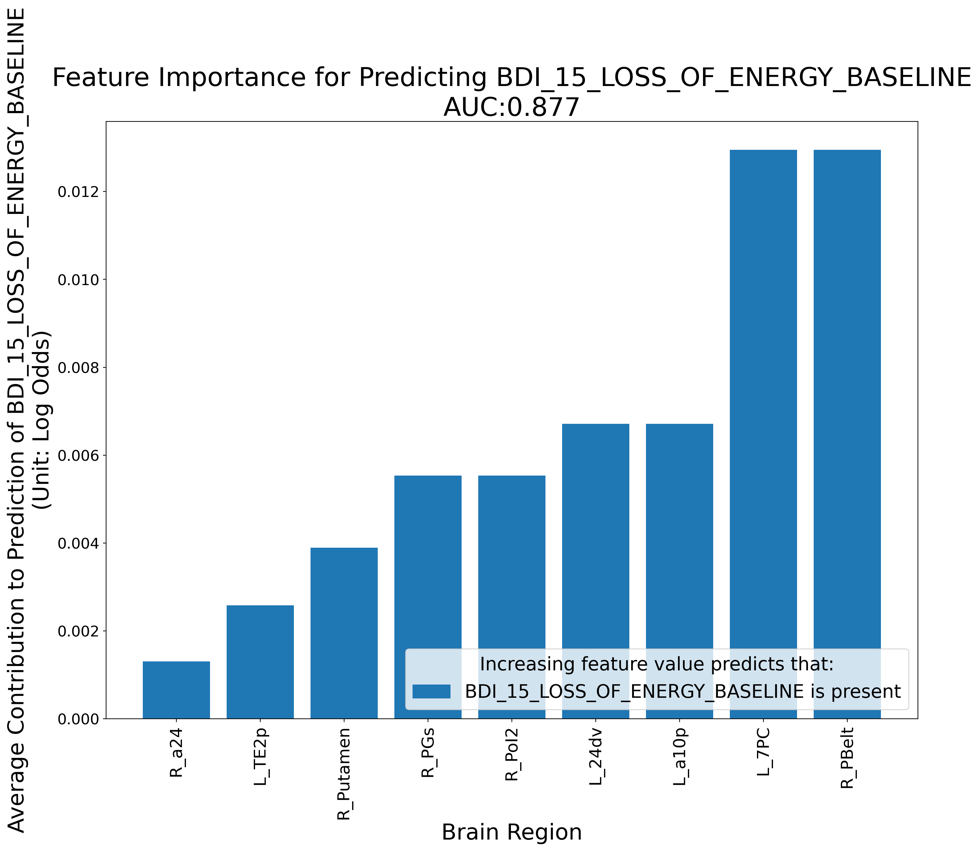 Feature Importance for Predicting BDI_15_LOSS_OF_ENERGY_BASELINE
AUC:0.877
Average Contribution to Prediction of BDI_15_LOSS_OF_ENERGY_BASELINE
(Unit: Log Odds)
0.012
0.010
0.008
0.006
0.004
0.002
0.000
Increasing feature value predicts that:
BDI_15_LOSS_OF_ENERGY_BASELINE is present
R_a24
L_TE2p
R_Putamen
R_PGs
R_PoI2
L_24dv
L_a10p
L_7PC
R_PBelt
Brain Region